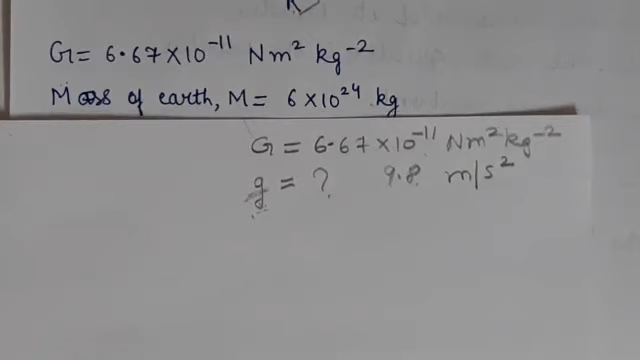 G = 6.67 × 10⁻¹¹ Nm² kg⁻²
Mass of earth, M = 6 × 10²⁴ kg
G = 6.67 × 10⁻¹¹ Nm² kg⁻²
g = ? 9.8 m/s²